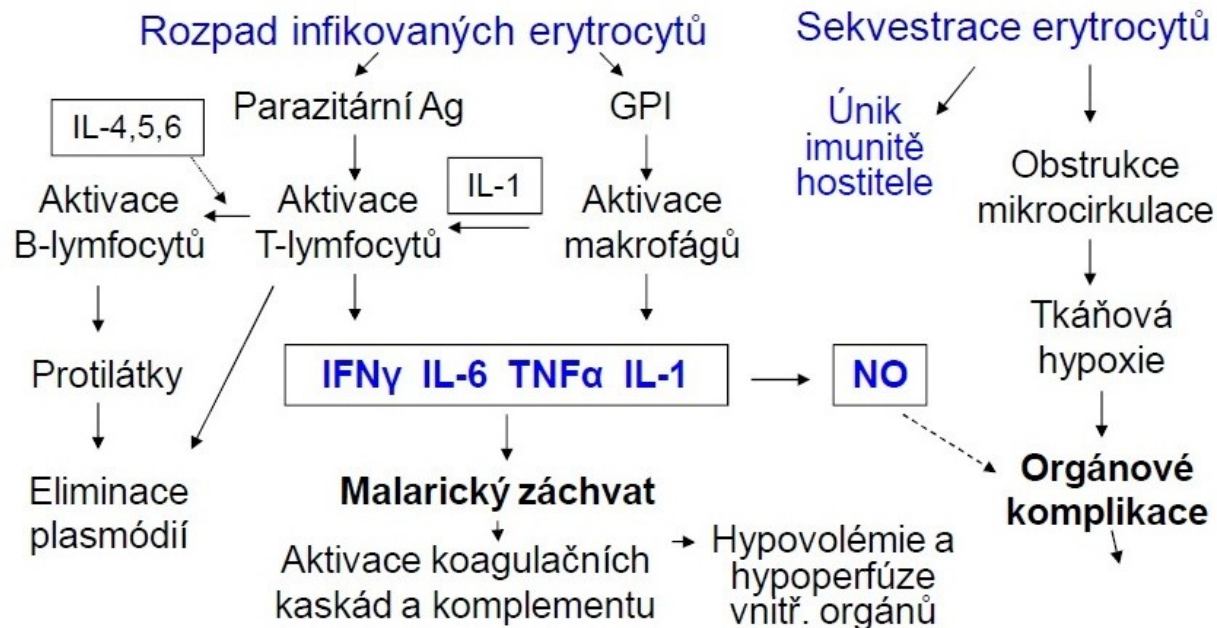 Rozpad infikovaných erytrocytů
Sekvestrace erytrocytů
Parazitární Ag
GPI
Únik
imunitě
hostitele
IL-4,5,6
IL-1
Obstrukce
mikrocirkulace
Aktivace
B-lymfocytů
Aktivace
T-lymfocytů
Aktivace
makrofágů
Tkáňová
hypoxie
Protilátky
IFNγ IL-6 TNFα IL-1
NO
Orgánové
komplikace
Eliminace
plasmódií
Malarický záchvat
Aktivace koagulačních
kaskád a komplementu
Hypovolémie a
hypoperfúze
vnitř. orgánů